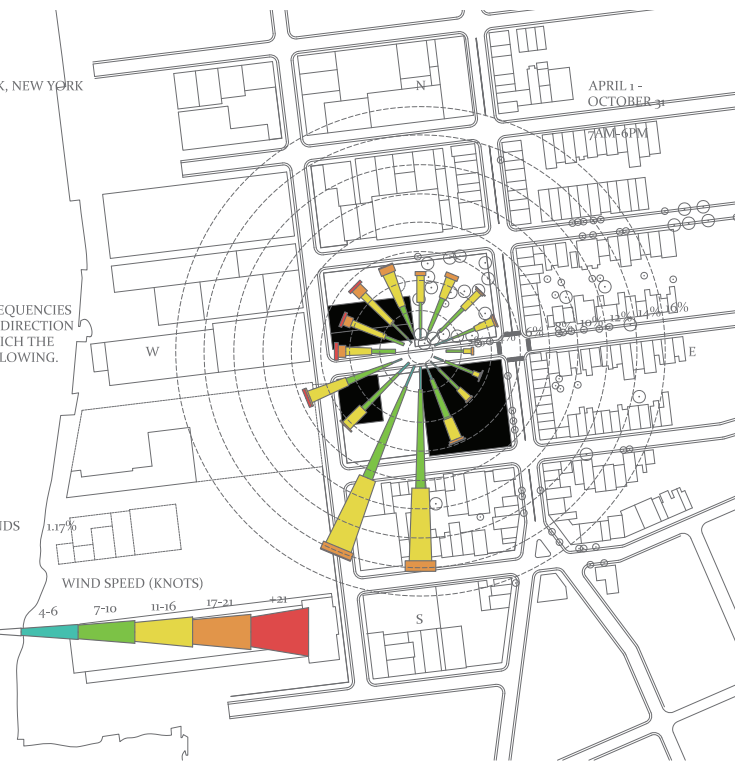 K, NEW YORK
N
APRIL 1 -
OCTOBER 31
7AM-6PM
EQUENCIES
DIRECTION
ICH THE
LOWING.
W
6%
8%
10%
12%
14%
16%
E
NDS
1.17%
WIND SPEED (KNOTS)
4-6
7-10
11-16
17-21
+21
S